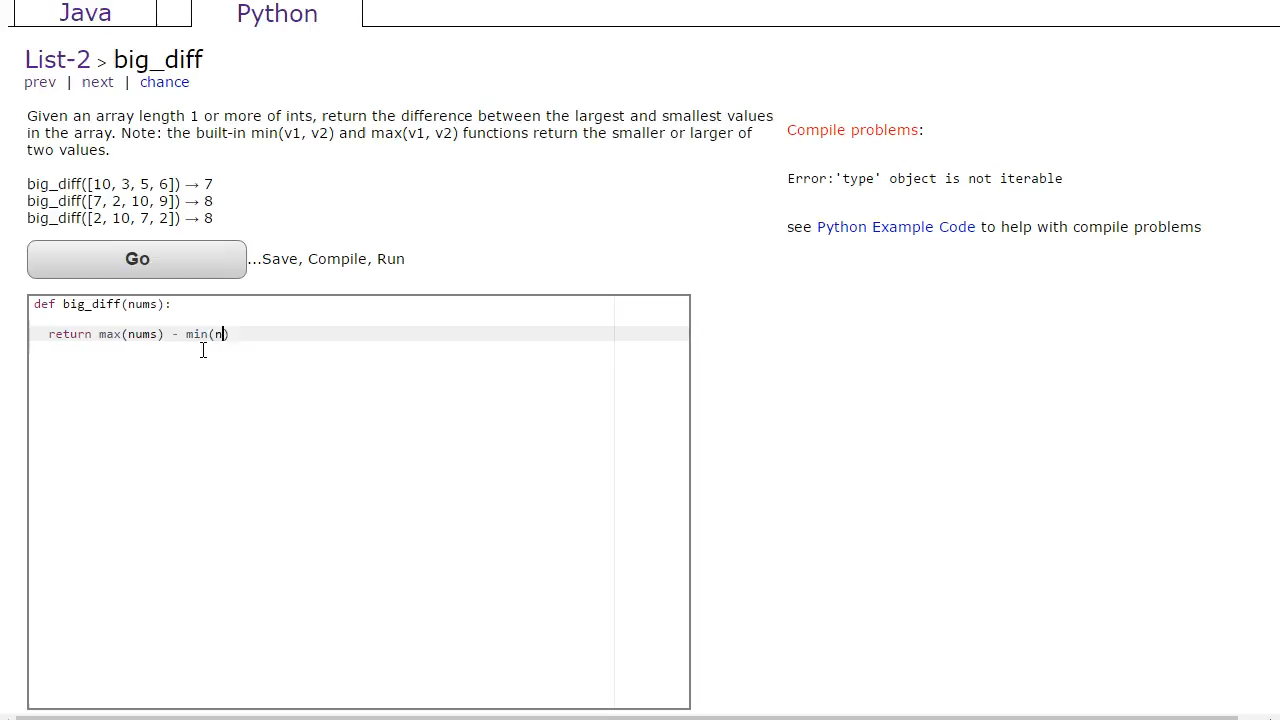 Java
Python
List-2 > big_diff
prev | next | chance
Given an array length 1 or more of ints, return the difference between the largest and smallest values
in the array. Note: the built-in min(v1, v2) and max(v1, v2) functions return the smaller or larger of
two values.
big_diff([10, 3, 5, 6]) → 7
big_diff([7, 2, 10, 9]) → 8
big_diff([2, 10, 7, 2]) → 8
Go
...Save, Compile, Run
def big_diff(nums):
return max(nums) - min(n)
Compile problems:
Error:'type' object is not iterable
see Python Example Code to help with compile problems